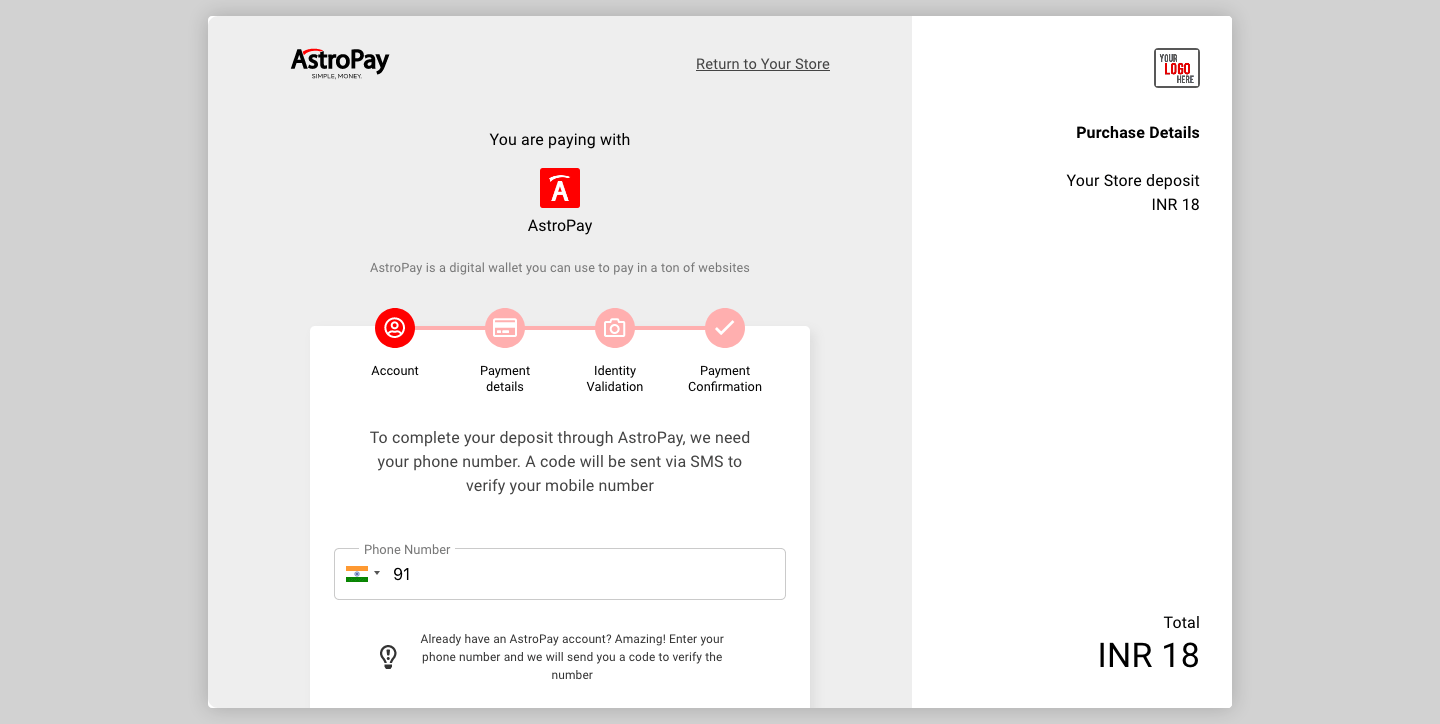 AstroPay
SIMPLE, MONEY.
Return to Your Store
You are paying with
A
AstroPay
AstroPay is a digital wallet you can use to pay in a ton of websites
Account
Payment
details
Identity
Validation
Payment
Confirmation
To complete your deposit through AstroPay, we need
your phone number. A code will be sent via SMS to
verify your mobile number
Phone Number
91
Already have an AstroPay account? Amazing! Enter your
phone number and we will send you a code to verify the
number
YOUR
LOGO
HERE
Purchase Details
Your Store deposit
INR 18
Total
INR 18